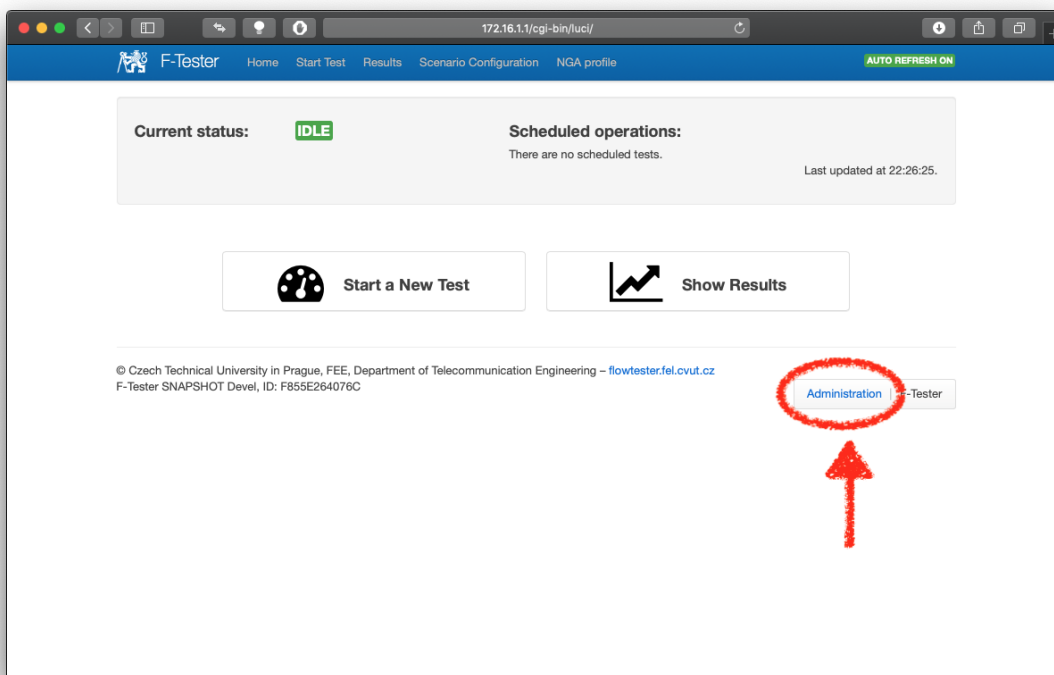 172.16.1.1/cgi-bin/luci/
F-Tester Home Start Test Results Scenario Configuration NGA profile AUTO REFRESH ON
Current status: IDLE
Scheduled operations:
There are no scheduled tests.
Last updated at 22:26:25.
Start a New Test
Show Results
© Czech Technical University in Prague, FEE, Department of Telecommunication Engineering – flowtester.fel.cvut.cz
F-Tester SNAPSHOT Devel, ID: F855E264076C
Administration | F-Tester